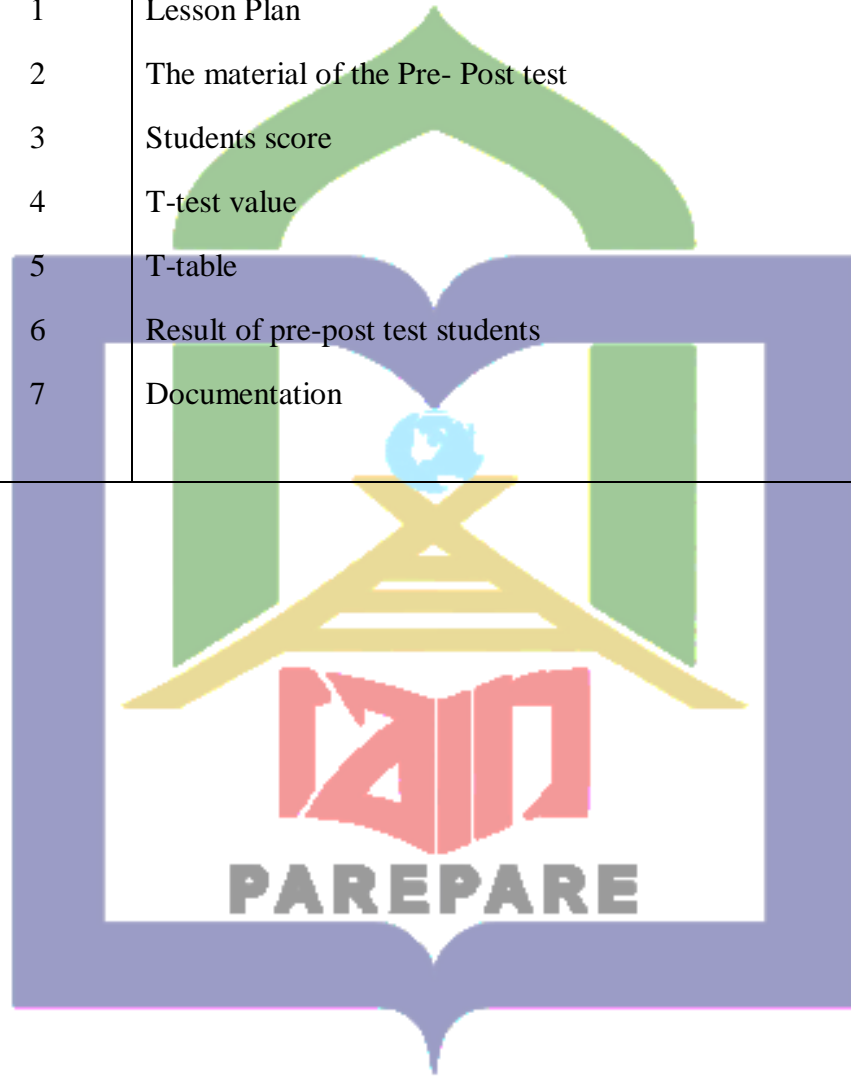 1 Lesson Plan
2 The material of the Pre- Post test
3 Students score
4 T-test value
5 T-table
6 Result of pre-post test students
7 Documentation
iain
PAREPARE